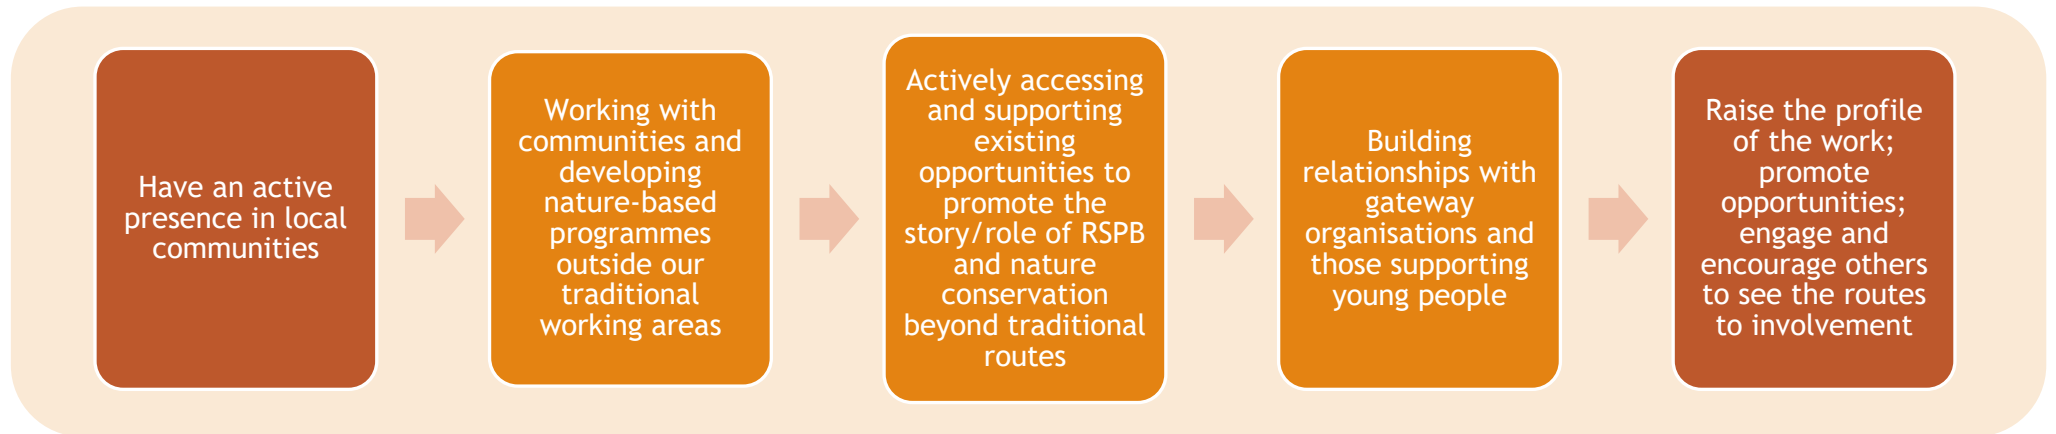 Have an active
presence in local
communities
Working with
communities and
developing
nature-based
programmes
outside our
traditional
working areas
Actively accessing
and supporting
existing
opportunities to
promote the
story/role of RSPB
and nature
conservation
beyond traditional
routes
Building
relationships with
gateway
organisations and
those supporting
young people
Raise the profile
of the work;
promote
opportunities;
engage and
encourage others
to see the routes
to involvement